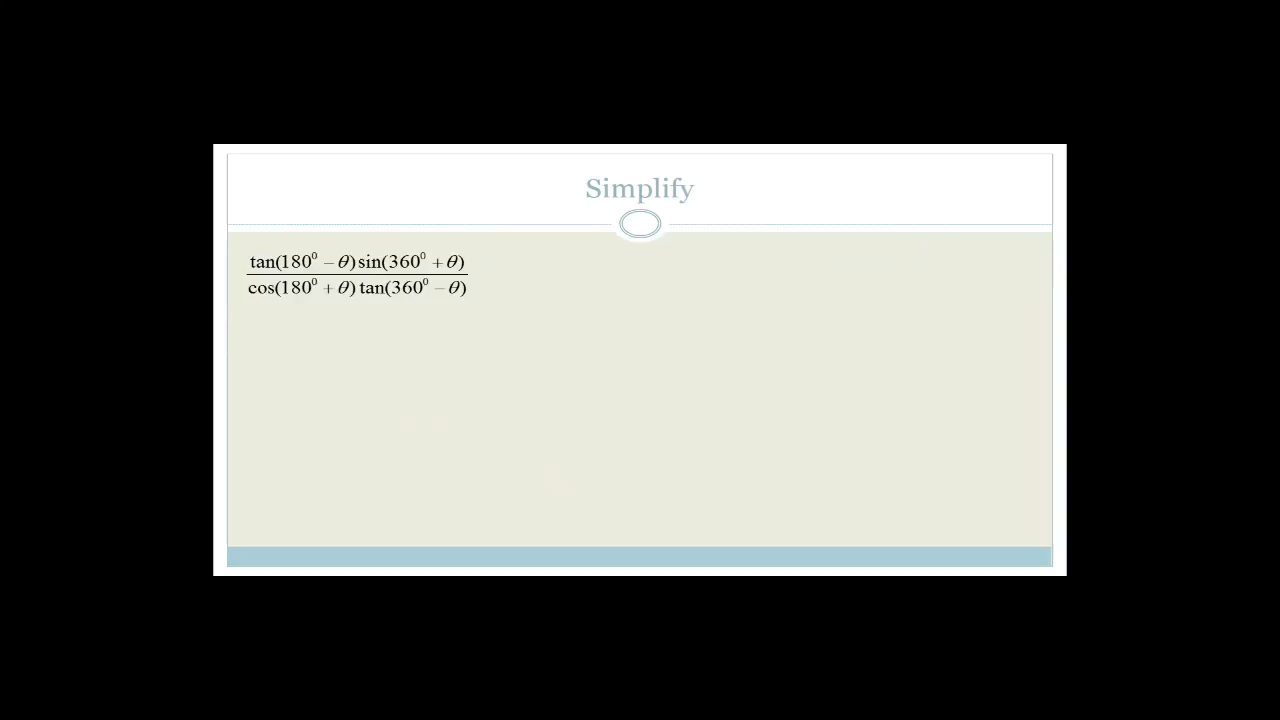 Simplify
tan(180⁰ − θ) sin(360⁰ + θ)
cos(180⁰ + θ) tan(360⁰ − θ)